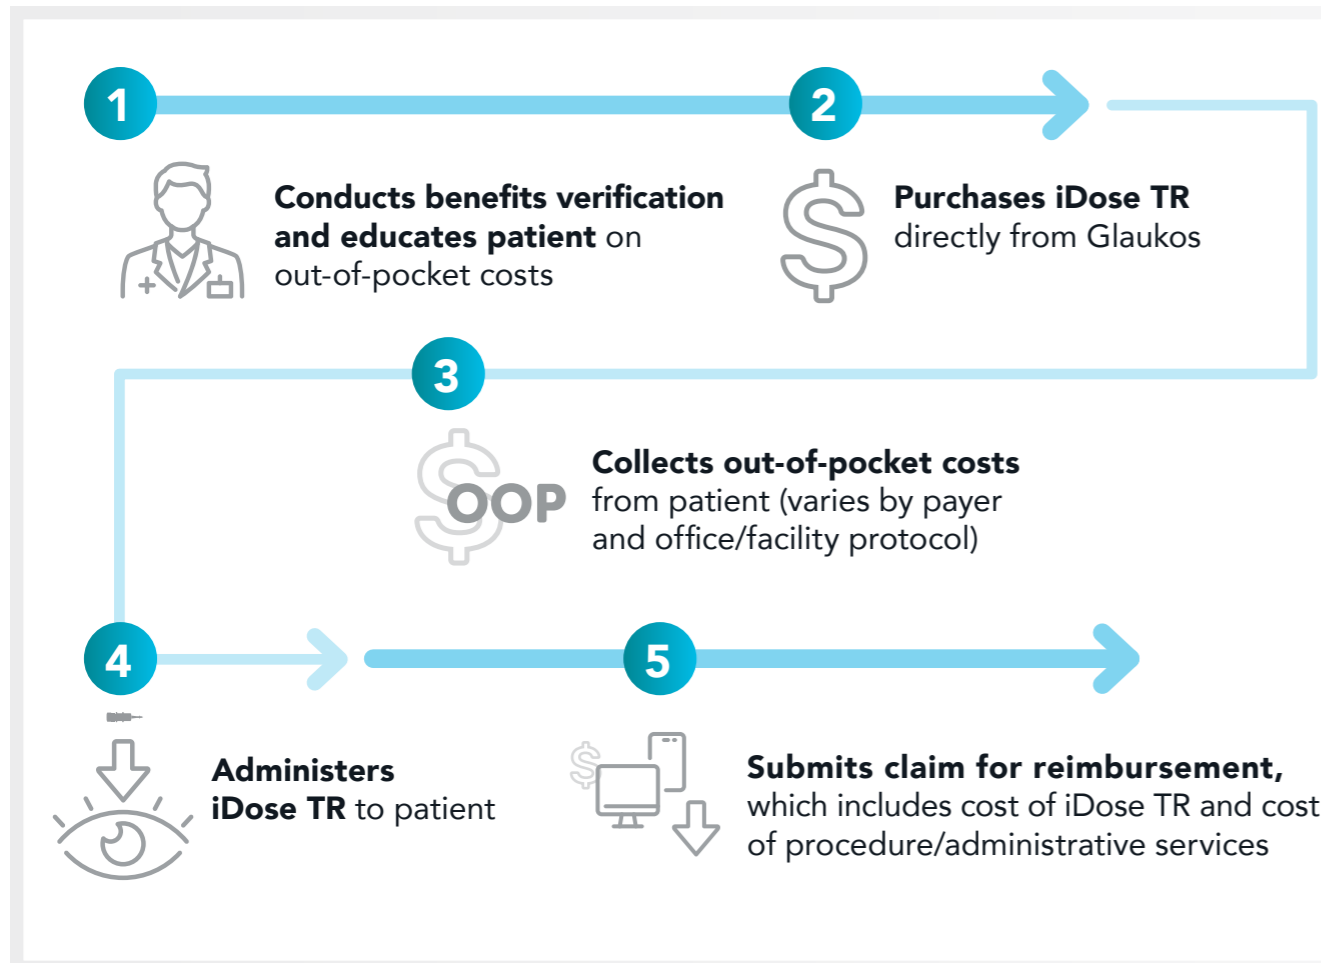 1
2
Conducts benefits verification
and educates patient on
out-of-pocket costs
Purchases iDose TR
directly from Glaukos
3
OOP
Collects out-of-pocket costs
from patient (varies by payer
and office/facility protocol)
4
5
Administers
iDose TR to patient
Submits claim for reimbursement,
which includes cost of iDose TR and cost
of procedure/administrative services